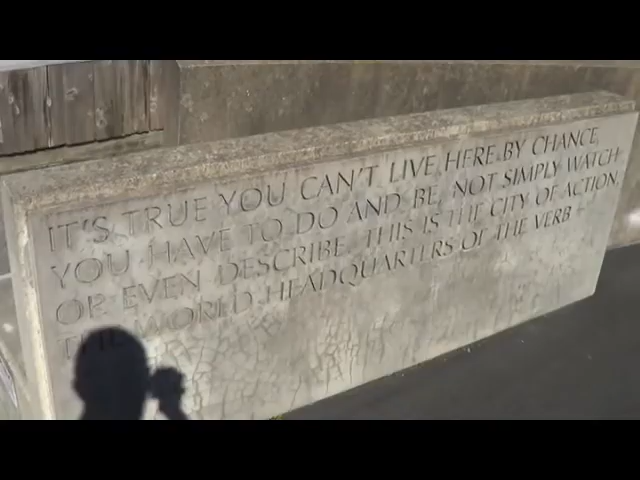 IT'S TRUE YOU CAN'T LIVE HERE BY CHANCE,
YOU HAVE TO DO AND BE, NOT SIMPLY WATCH
OR EVEN DESCRIBE. THIS IS THE CITY OF ACTION,
THE WORLD HEADQUARTERS OF THE VERB –